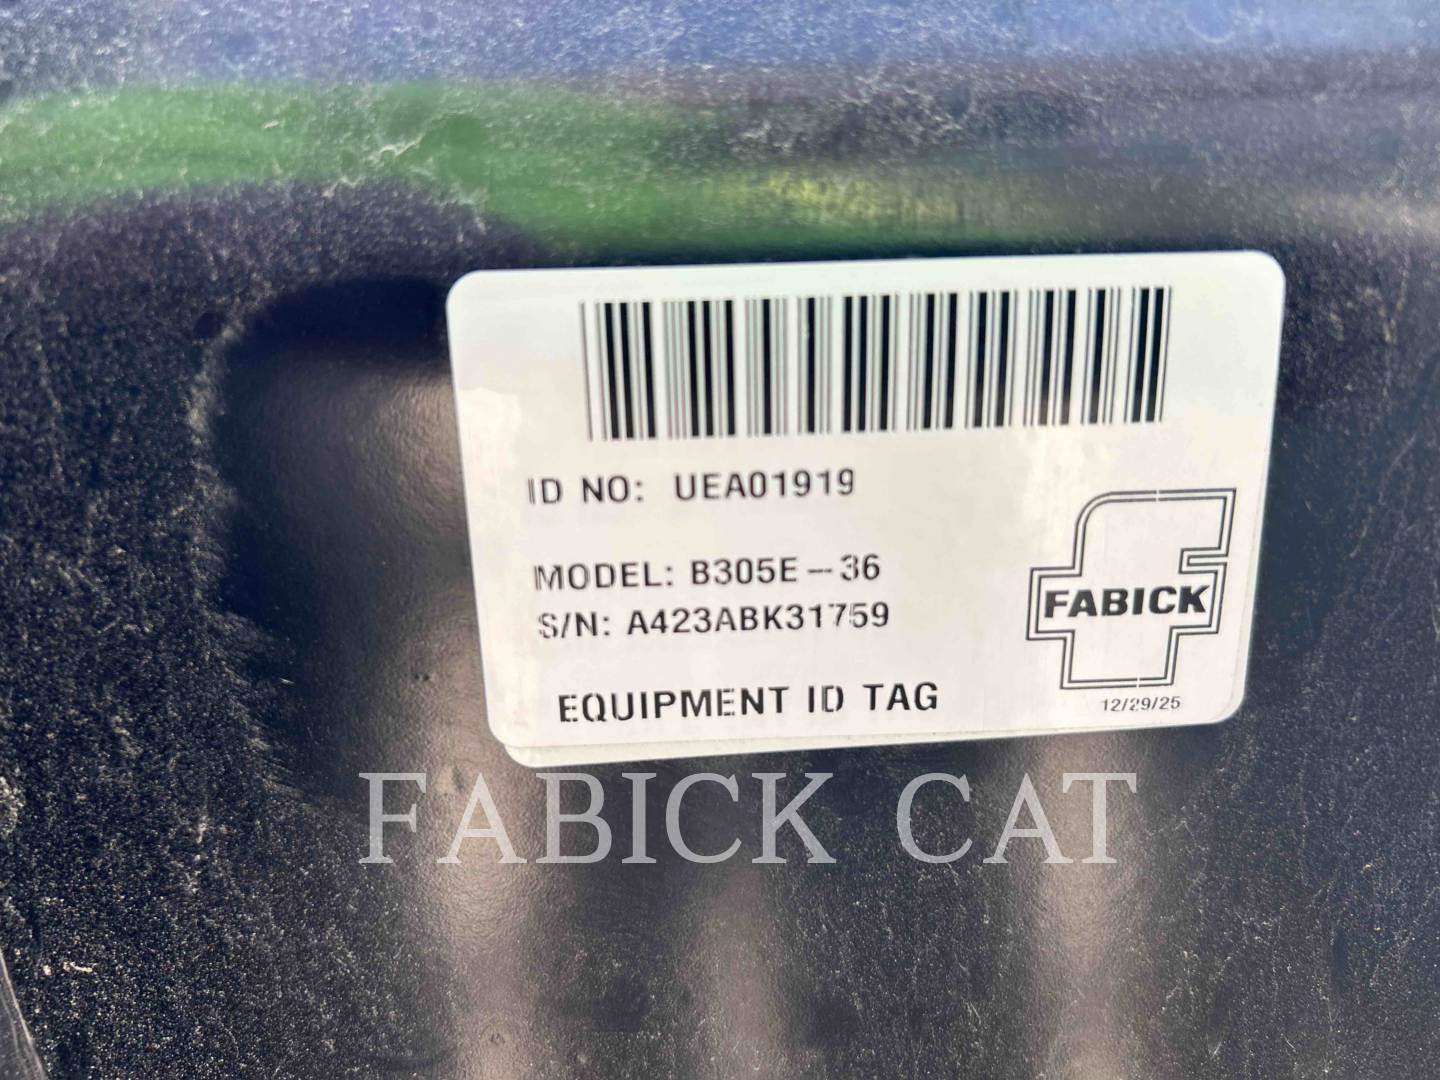 ID NO: UEA01919
MODEL: B305E-36
S/N: A423ABK31759
FABICK
EQUIPMENT ID TAG
12/29/25
FABICK CAT